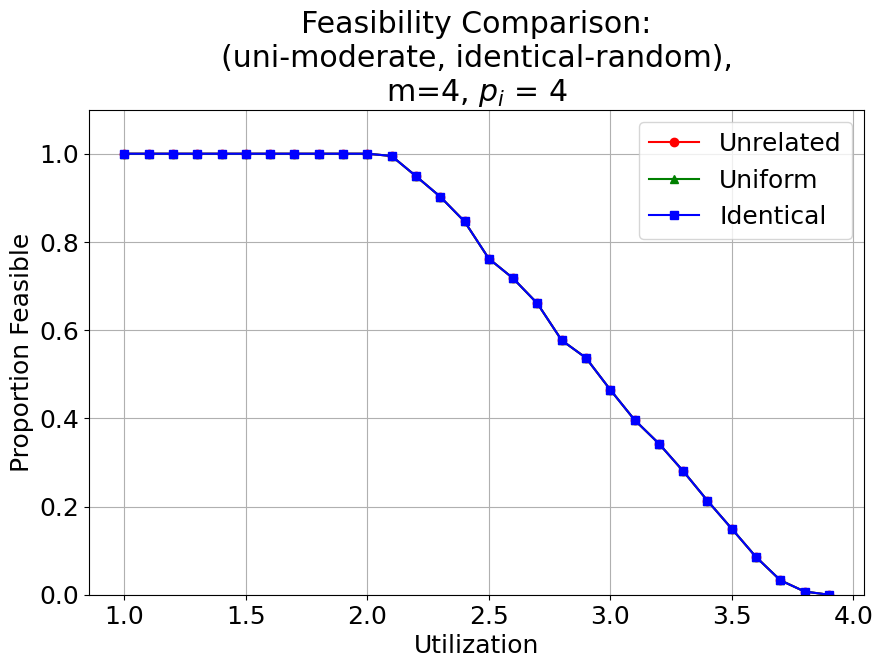 Feasibility Comparison:
(uni-moderate, identical-random),
m=4, $p_i$ = 4
Unrelated
Uniform
Identical
Proportion Feasible
1.0
0.8
0.6
0.4
0.2
0.0
1.0 1.5 2.0 2.5 3.0 3.5 4.0
Utilization